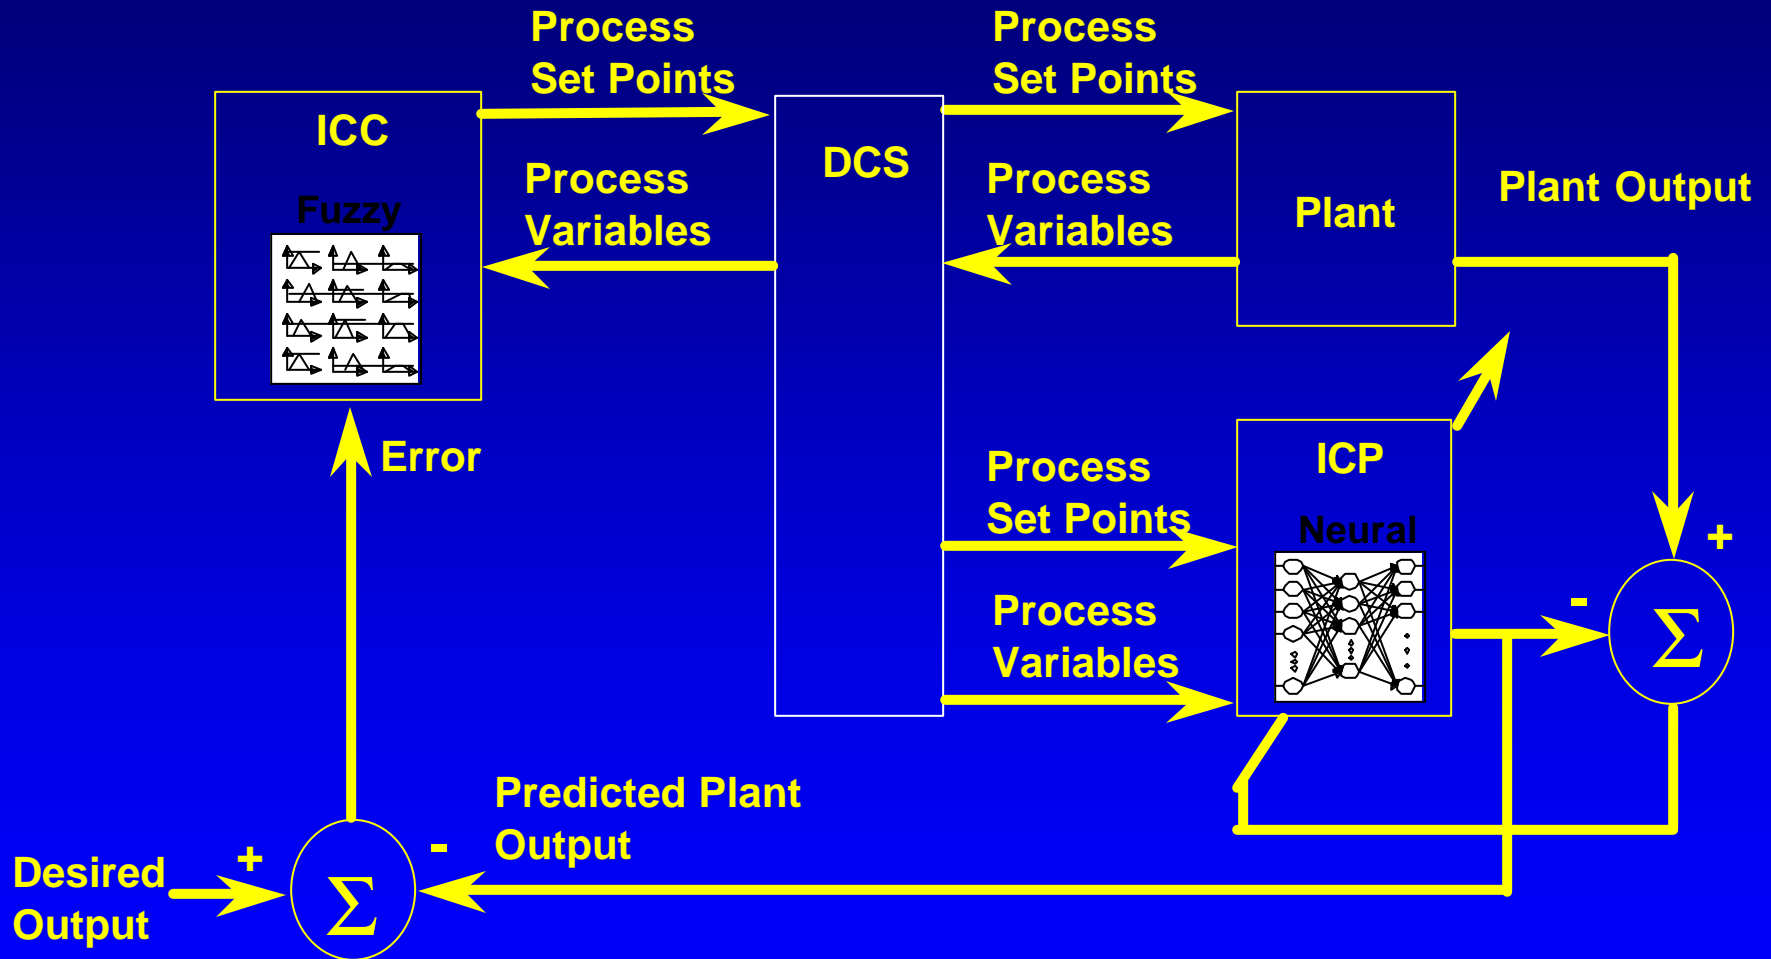 Process
Set Points
Process
Set Points
ICC
DCS
Process
Variables
Process
Variables
Plant Output
Fuzzy
Plant
Error
ICP
Process
Set Points
Neural
+
-
Σ
Process
Variables
Predicted Plant
Output
+
-
Desired
Output
Σ